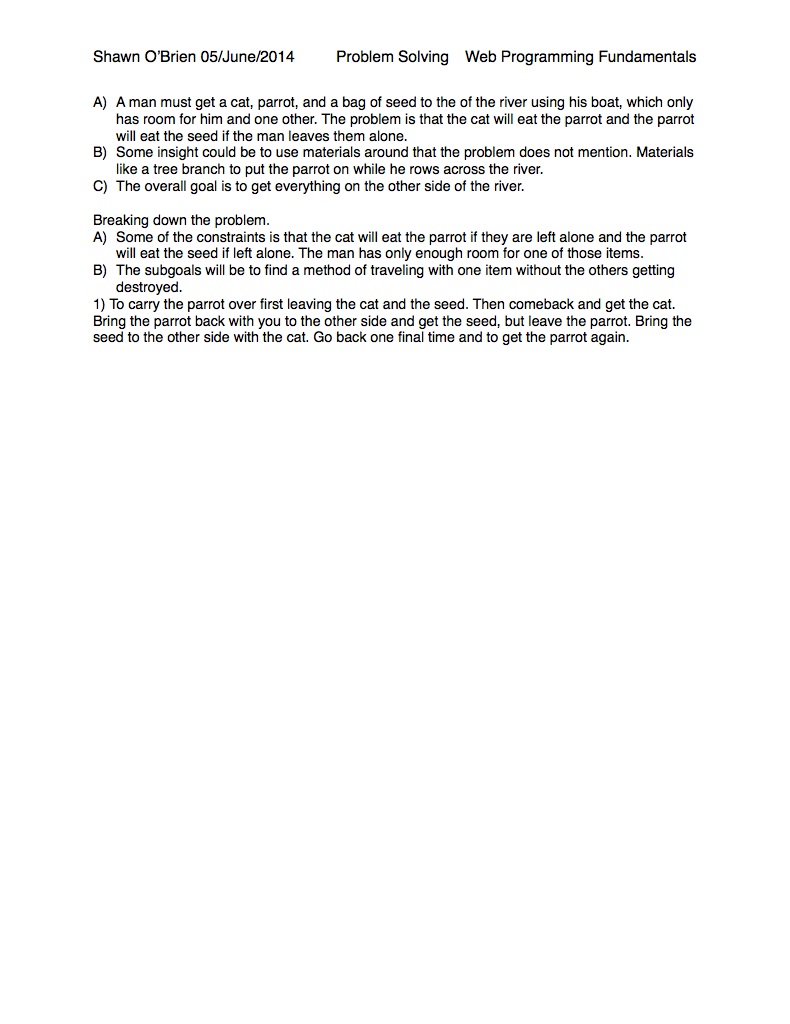 Shawn O'Brien 05/June/2014 Problem Solving Web Programming Fundamentals
A) A man must get a cat, parrot, and a bag of seed to the of the river using his boat, which only
has room for him and one other. The problem is that the cat will eat the parrot and the parrot
will eat the seed if the man leaves them alone.
B) Some insight could be to use materials around that the problem does not mention. Materials
like a tree branch to put the parrot on while he rows across the river.
C) The overall goal is to get everything on the other side of the river.
Breaking down the problem.
A) Some of the constraints is that the cat will eat the parrot if they are left alone and the parrot
will eat the seed if left alone. The man has only enough room for one of those items.
B) The subgoals will be to find a method of traveling with one item without the others getting
destroyed.
1) To carry the parrot over first leaving the cat and the seed. Then comeback and get the cat.
Bring the parrot back with you to the other side and get the seed, but leave the parrot. Bring the
seed to the other side with the cat. Go back one final time and to get the parrot again.